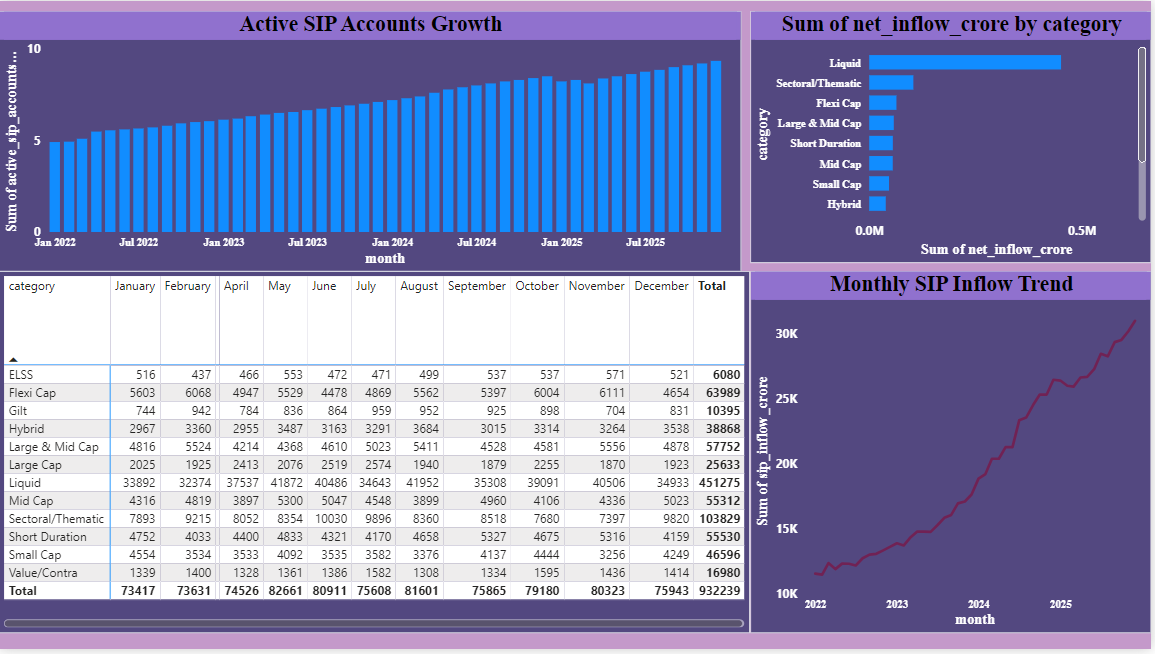 Active SIP Accounts Growth
Sum of active_sip_accounts…
10
5
0
Jan 2022 Jul 2022 Jan 2023 Jul 2023 Jan 2024 Jul 2024 Jan 2025 Jul 2025
month
Sum of net_inflow_crore by category
category
Liquid
Sectoral/Thematic
Flexi Cap
Large & Mid Cap
Short Duration
Mid Cap
Small Cap
Hybrid
0.0M 0.5M
Sum of net_inflow_crore
category January February April May June July August September October November December Total
ELSS 516 437 466 553 472 471 499 537 537 571 521 6080
Flexi Cap 5603 6068 4947 5529 4478 4869 5562 5397 6004 6111 4654 63989
Gilt 744 942 784 836 864 959 952 925 898 704 831 10395
Hybrid 2967 3360 2955 3487 3163 3291 3684 3015 3314 3264 3538 38868
Large & Mid Cap 4816 5524 4214 4368 4610 5023 5411 4528 4581 5556 4878 57752
Large Cap 2025 1925 2413 2076 2519 2574 1940 1879 2255 1870 1923 25633
Liquid 33892 32374 37537 41872 40486 34643 41952 35308 39091 40506 34933 451275
Mid Cap 4316 4819 3897 5300 5047 4548 3899 4960 4106 4336 5023 55312
Sectoral/Thematic 7893 9215 8052 8354 10030 9896 8360 8518 7680 7397 9820 103829
Short Duration 4752 4033 4400 4833 4321 4170 4658 5327 4675 5316 4159 55530
Small Cap 4554 3534 3533 4092 3535 3582 3376 4137 4444 3256 4249 46596
Value/Contra 1339 1400 1328 1361 1386 1582 1308 1334 1595 1436 1414 16980
Total 73417 73631 74526 82661 80911 75608 81601 75865 79180 80323 75943 932239
Monthly SIP Inflow Trend
Sum of sip_inflow_crore
30K
25K
20K
15K
10K
2022 2023 2024 2025
month